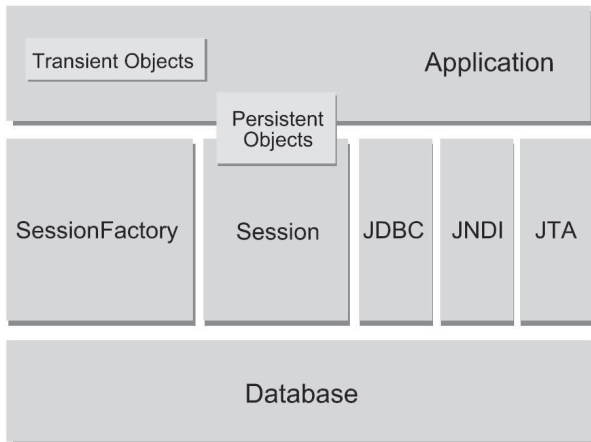 Transient Objects
Application
Persistent
Objects
SessionFactory
Session
JDBC
JNDI
JTA
Database